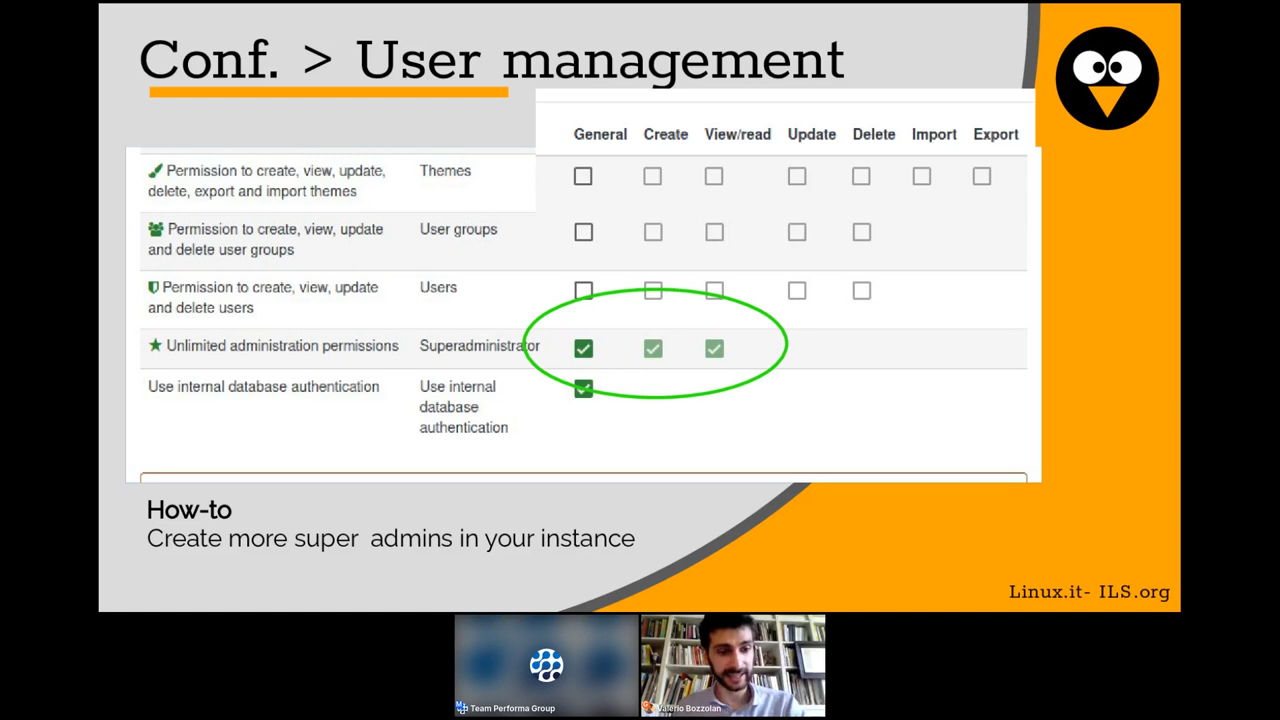 Conf. > User management
General Create View/read Update Delete Import Export
Permission to create, view, update, Themes
delete, export and import themes
Permission to create, view, update User groups
and delete user groups
Permission to create, view, update Users
and delete users
Unlimited administration permissions Superadministrator
Use internal database authentication Use internal
database
authentication
How-to
Create more super admins in your instance
Linux.it- ILS.org
Team Performa Group
Valerio Bozzolan